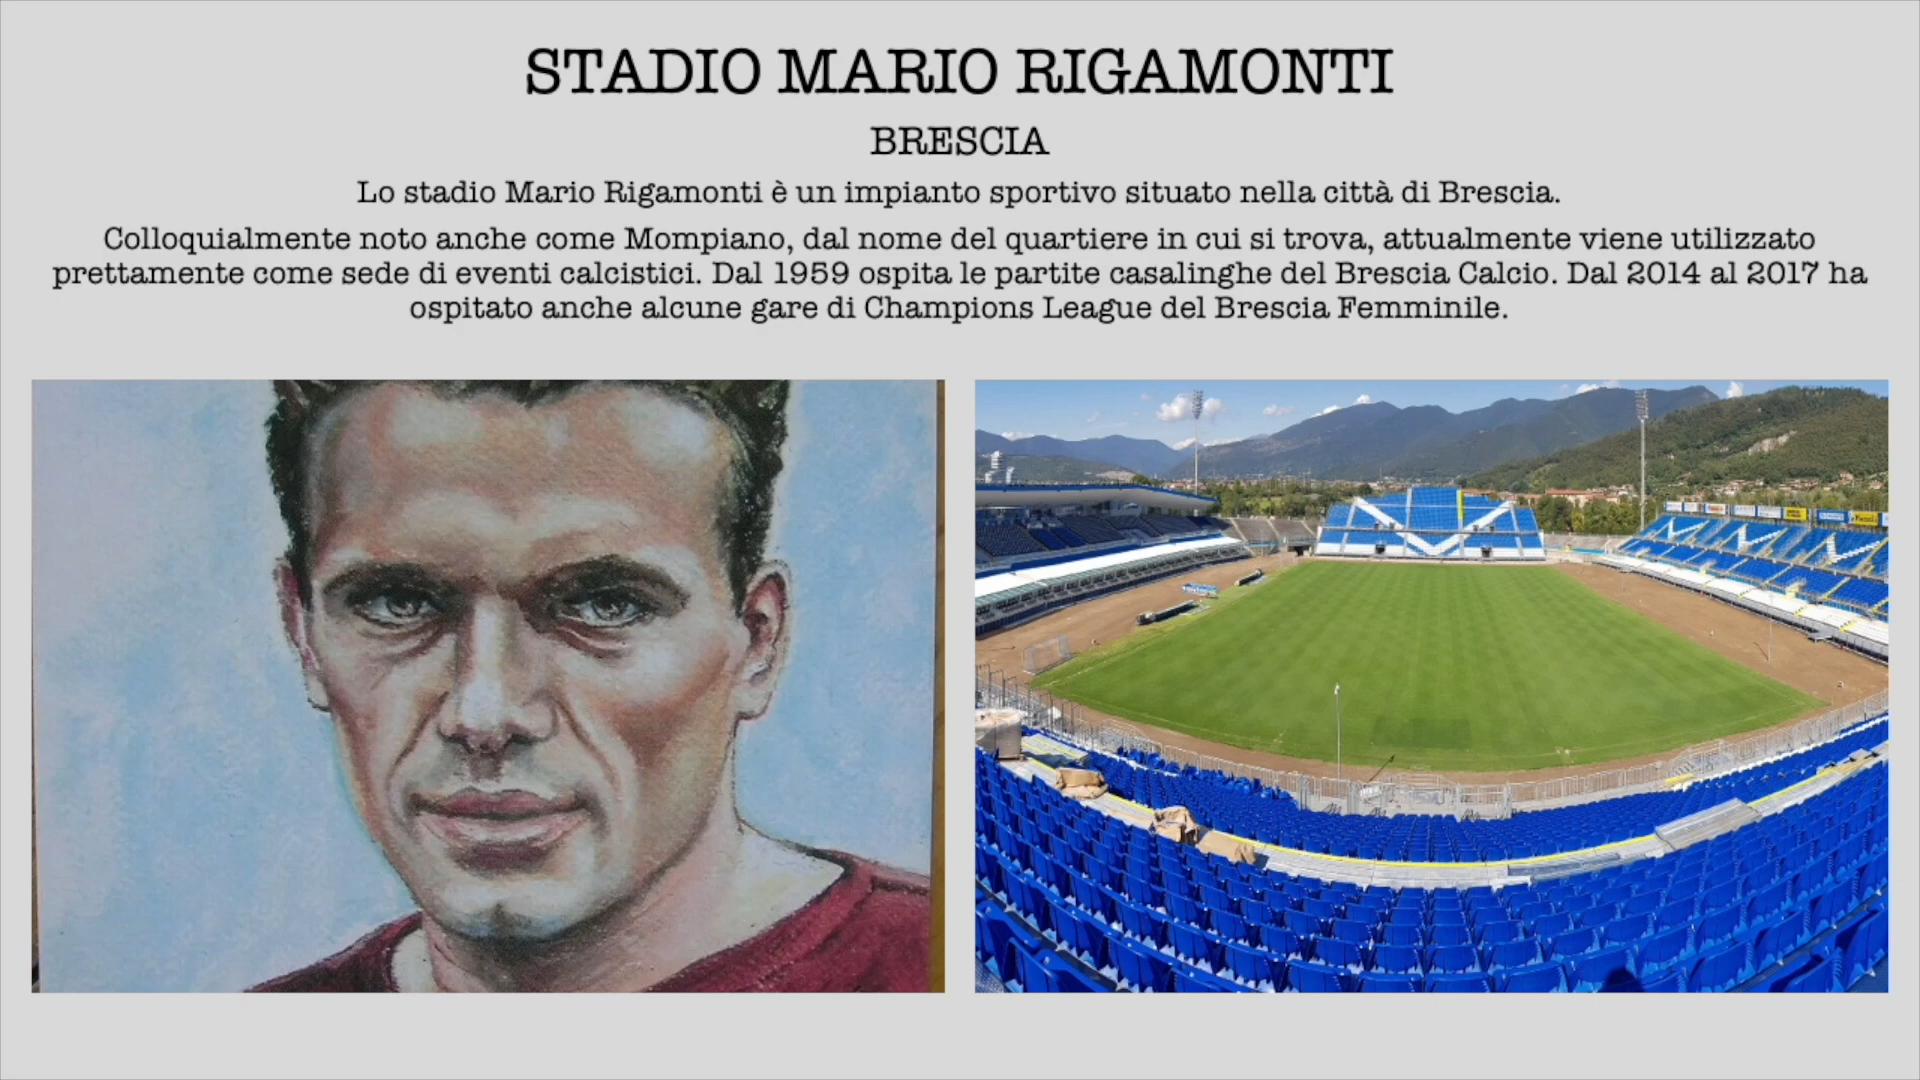 STADIO MARIO RIGAMONTI
BRESCIA
Lo stadio Mario Rigamonti è un impianto sportivo situato nella città di Brescia.
Colloquialmente noto anche come Mompiano, dal nome del quartiere in cui si trova, attualmente viene utilizzato
prettamente come sede di eventi calcistici. Dal 1959 ospita le partite casalinghe del Brescia Calcio. Dal 2014 al 2017 ha
ospitato anche alcune gare di Champions League del Brescia Femminile.